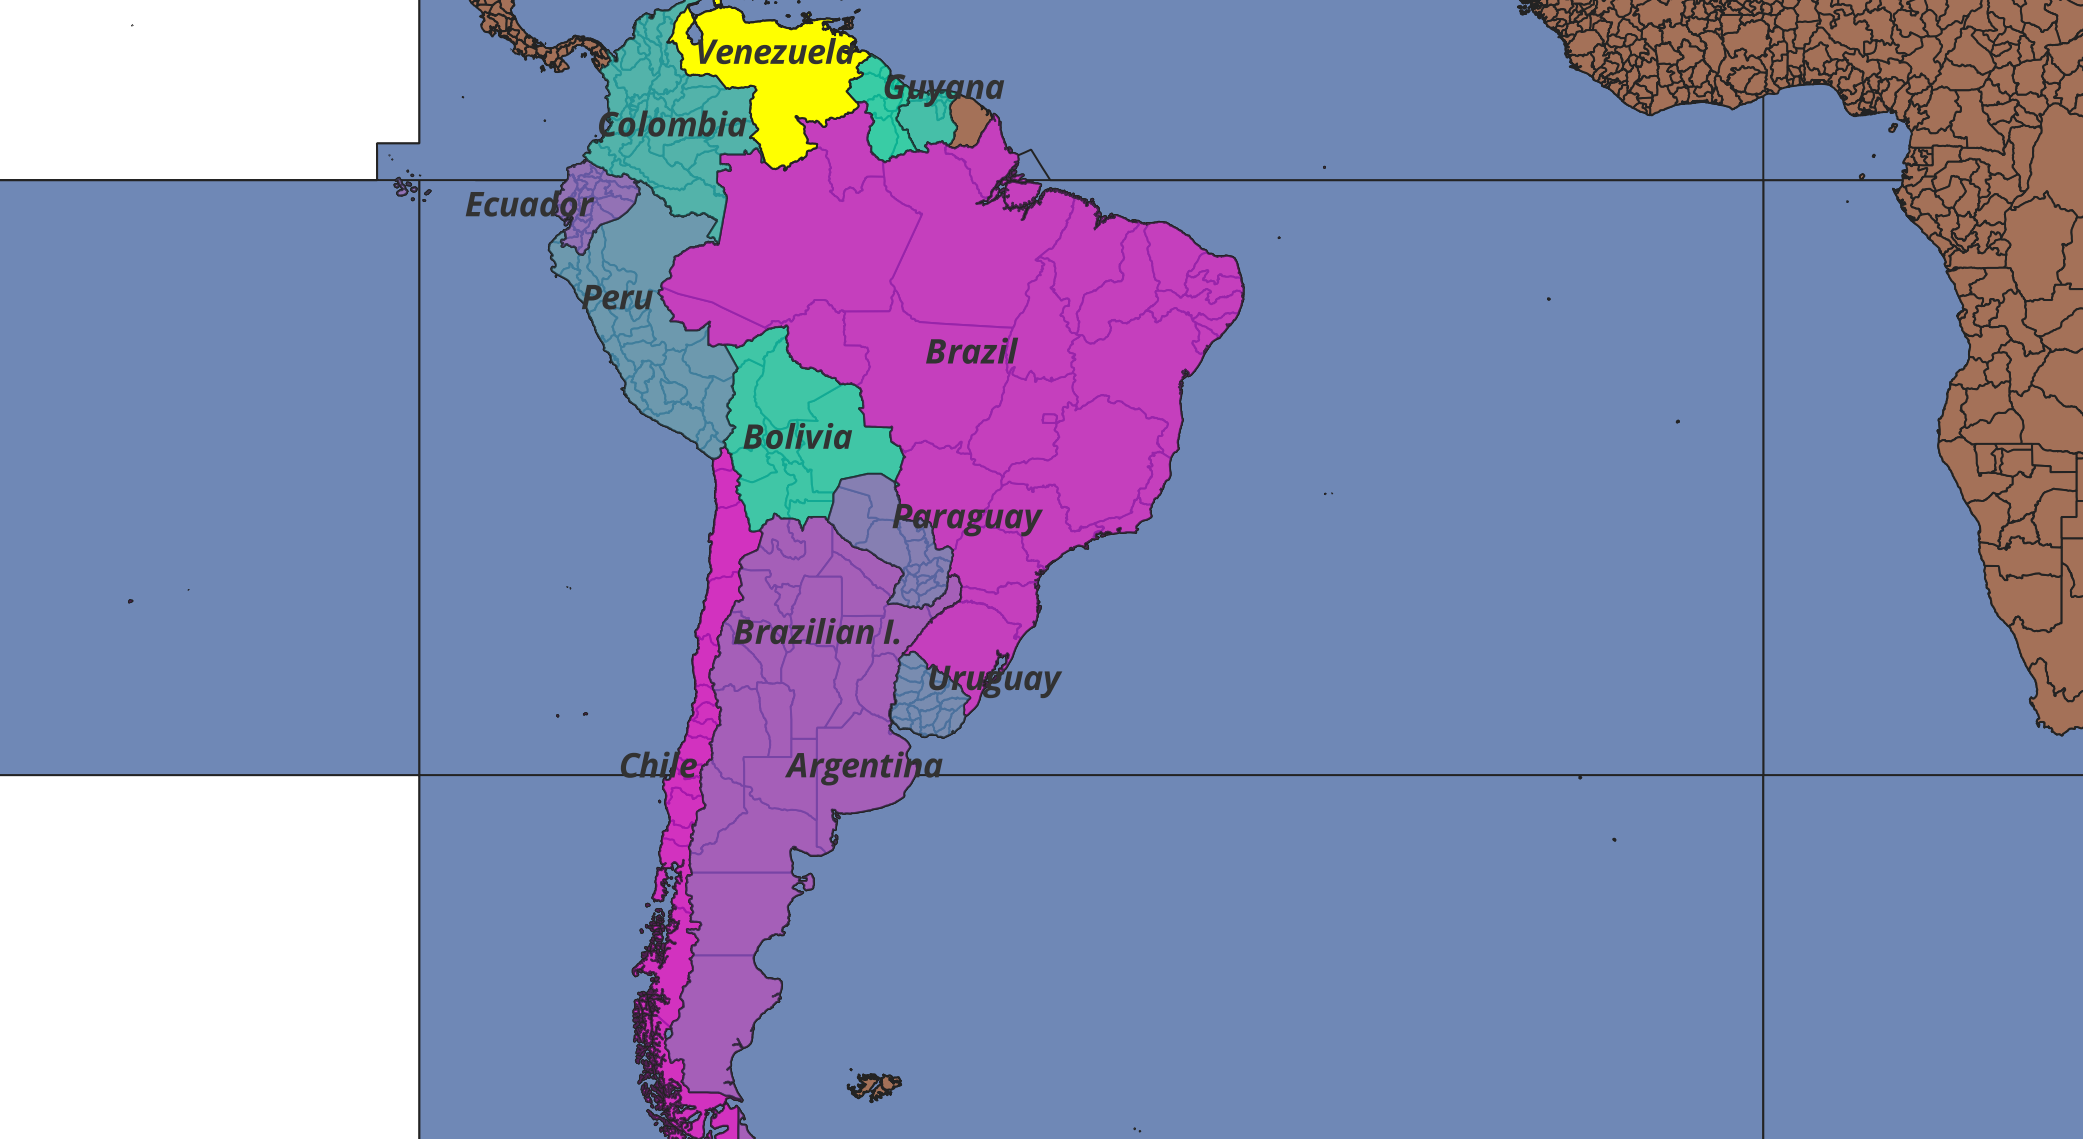 Venezuela
Guyana
Colombia
Ecuador
Peru
Brazil
Bolivia
Paraguay
Brazilian I.
Uruguay
Chile
Argentina